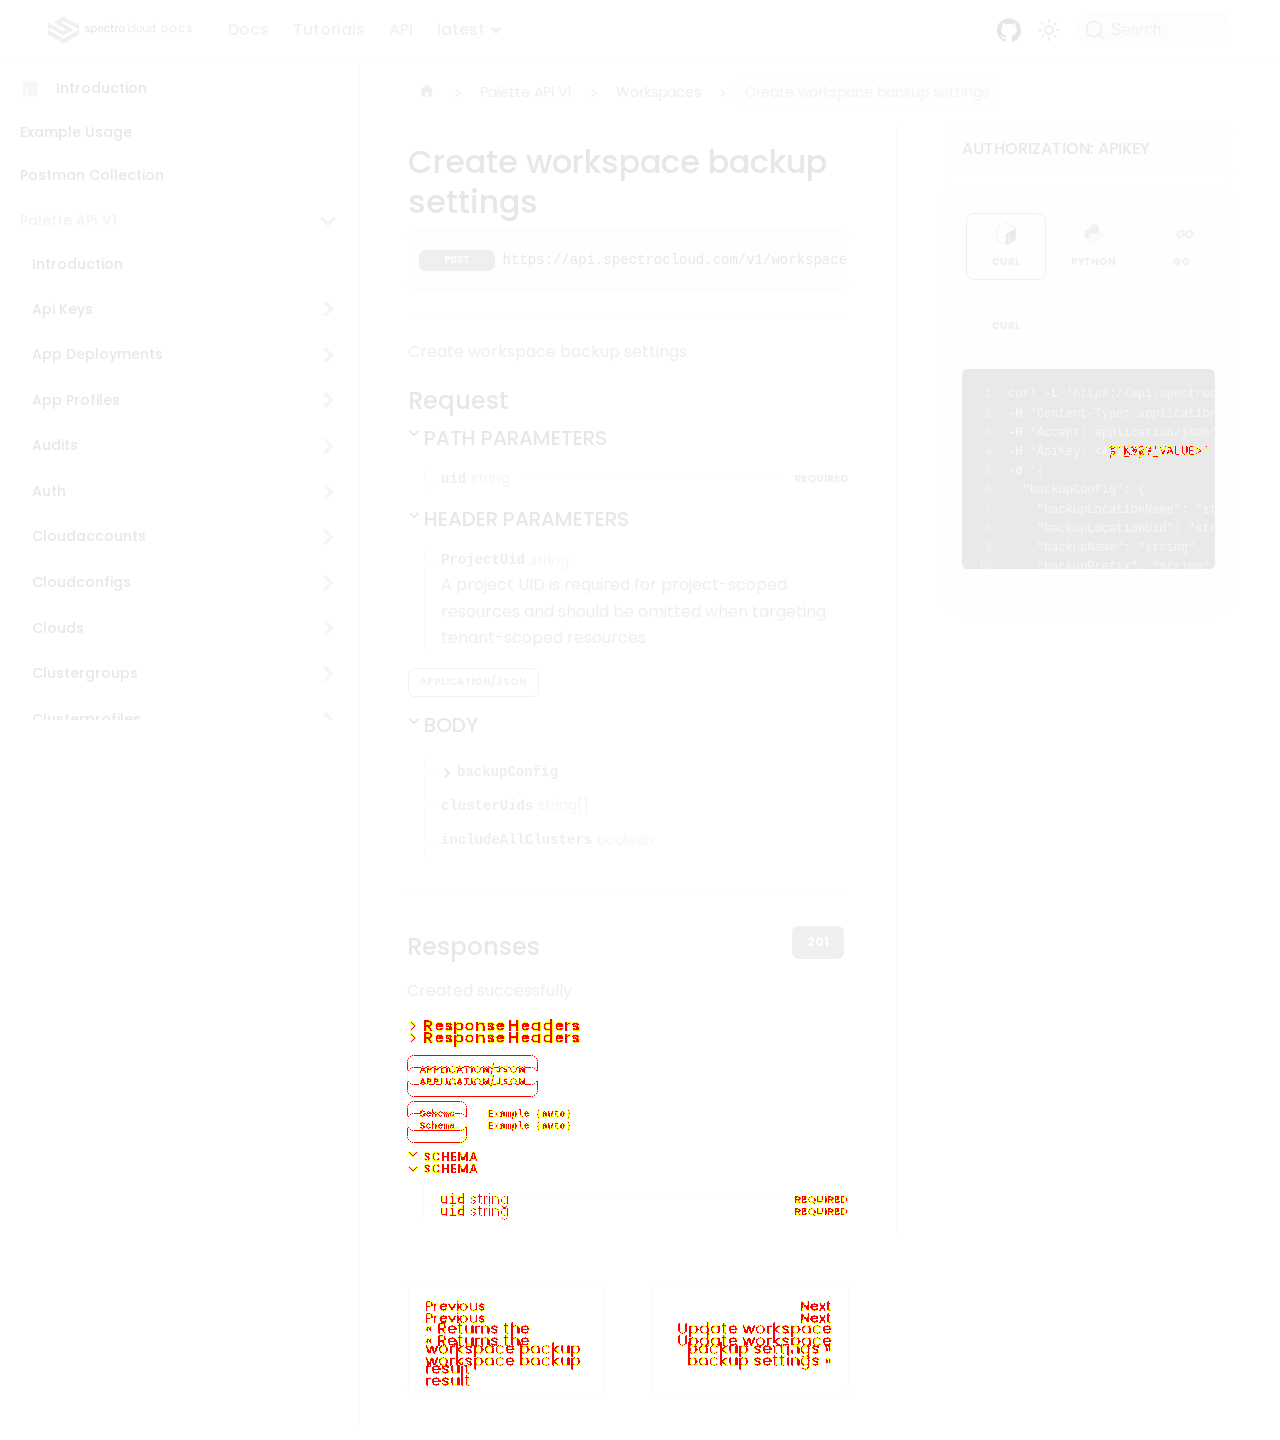 spectro cloud DOCS
Docs
Tutorials
API
latest
Search
Introduction
Example Usage
Postman Collection
Palette API V1
Introduction
Api Keys
App Deployments
App Profiles
Audits
Auth
Cloudaccounts
Cloudconfigs
Clouds
Clustergroups
Clusterprofiles
Palette API V1
Workspaces
Create workspace backup settings
Create workspace backup
settings
POST https://api.spectrocloud.com/v1/workspace
Create workspace backup settings
Request
PATH PARAMETERS
uid string REQUIRED
HEADER PARAMETERS
ProjectUid string
A project UID is required for project-scoped
resources and should be omitted when targeting
tenant-scoped resources
APPLICATION/JSON
BODY
backupConfig
clusterUids string[]
includeAllClusters boolean
Responses
201
Created successfully
Response Headers
Response Headers
APPLICATION/JSON
APPLICATION/JSON
Schema Example (auto)
Schema Example (auto)
SCHEMA
SCHEMA
uid string REQUIRED
uid string REQUIRED
Previous
Previous
« Returns the
« Returns the
workspace backup
workspace backup
result
result
Next
Next
Update workspace
Update workspace
backup settings »
backup settings »
AUTHORIZATION: APIKEY
CURL
PYTHON
GO
CURL
1 curl -L 'https://api.spectroc
2 -H 'Content-Type: application
3 -H 'Accept: application/json'
4 -H 'ApiKey:
5 -d '{
6 "backupConfig": {
7 "backupLocationName": "st
8 "backupLocationUid": "str
9 "backupName": "string",
10 "backupPrefix": "string"